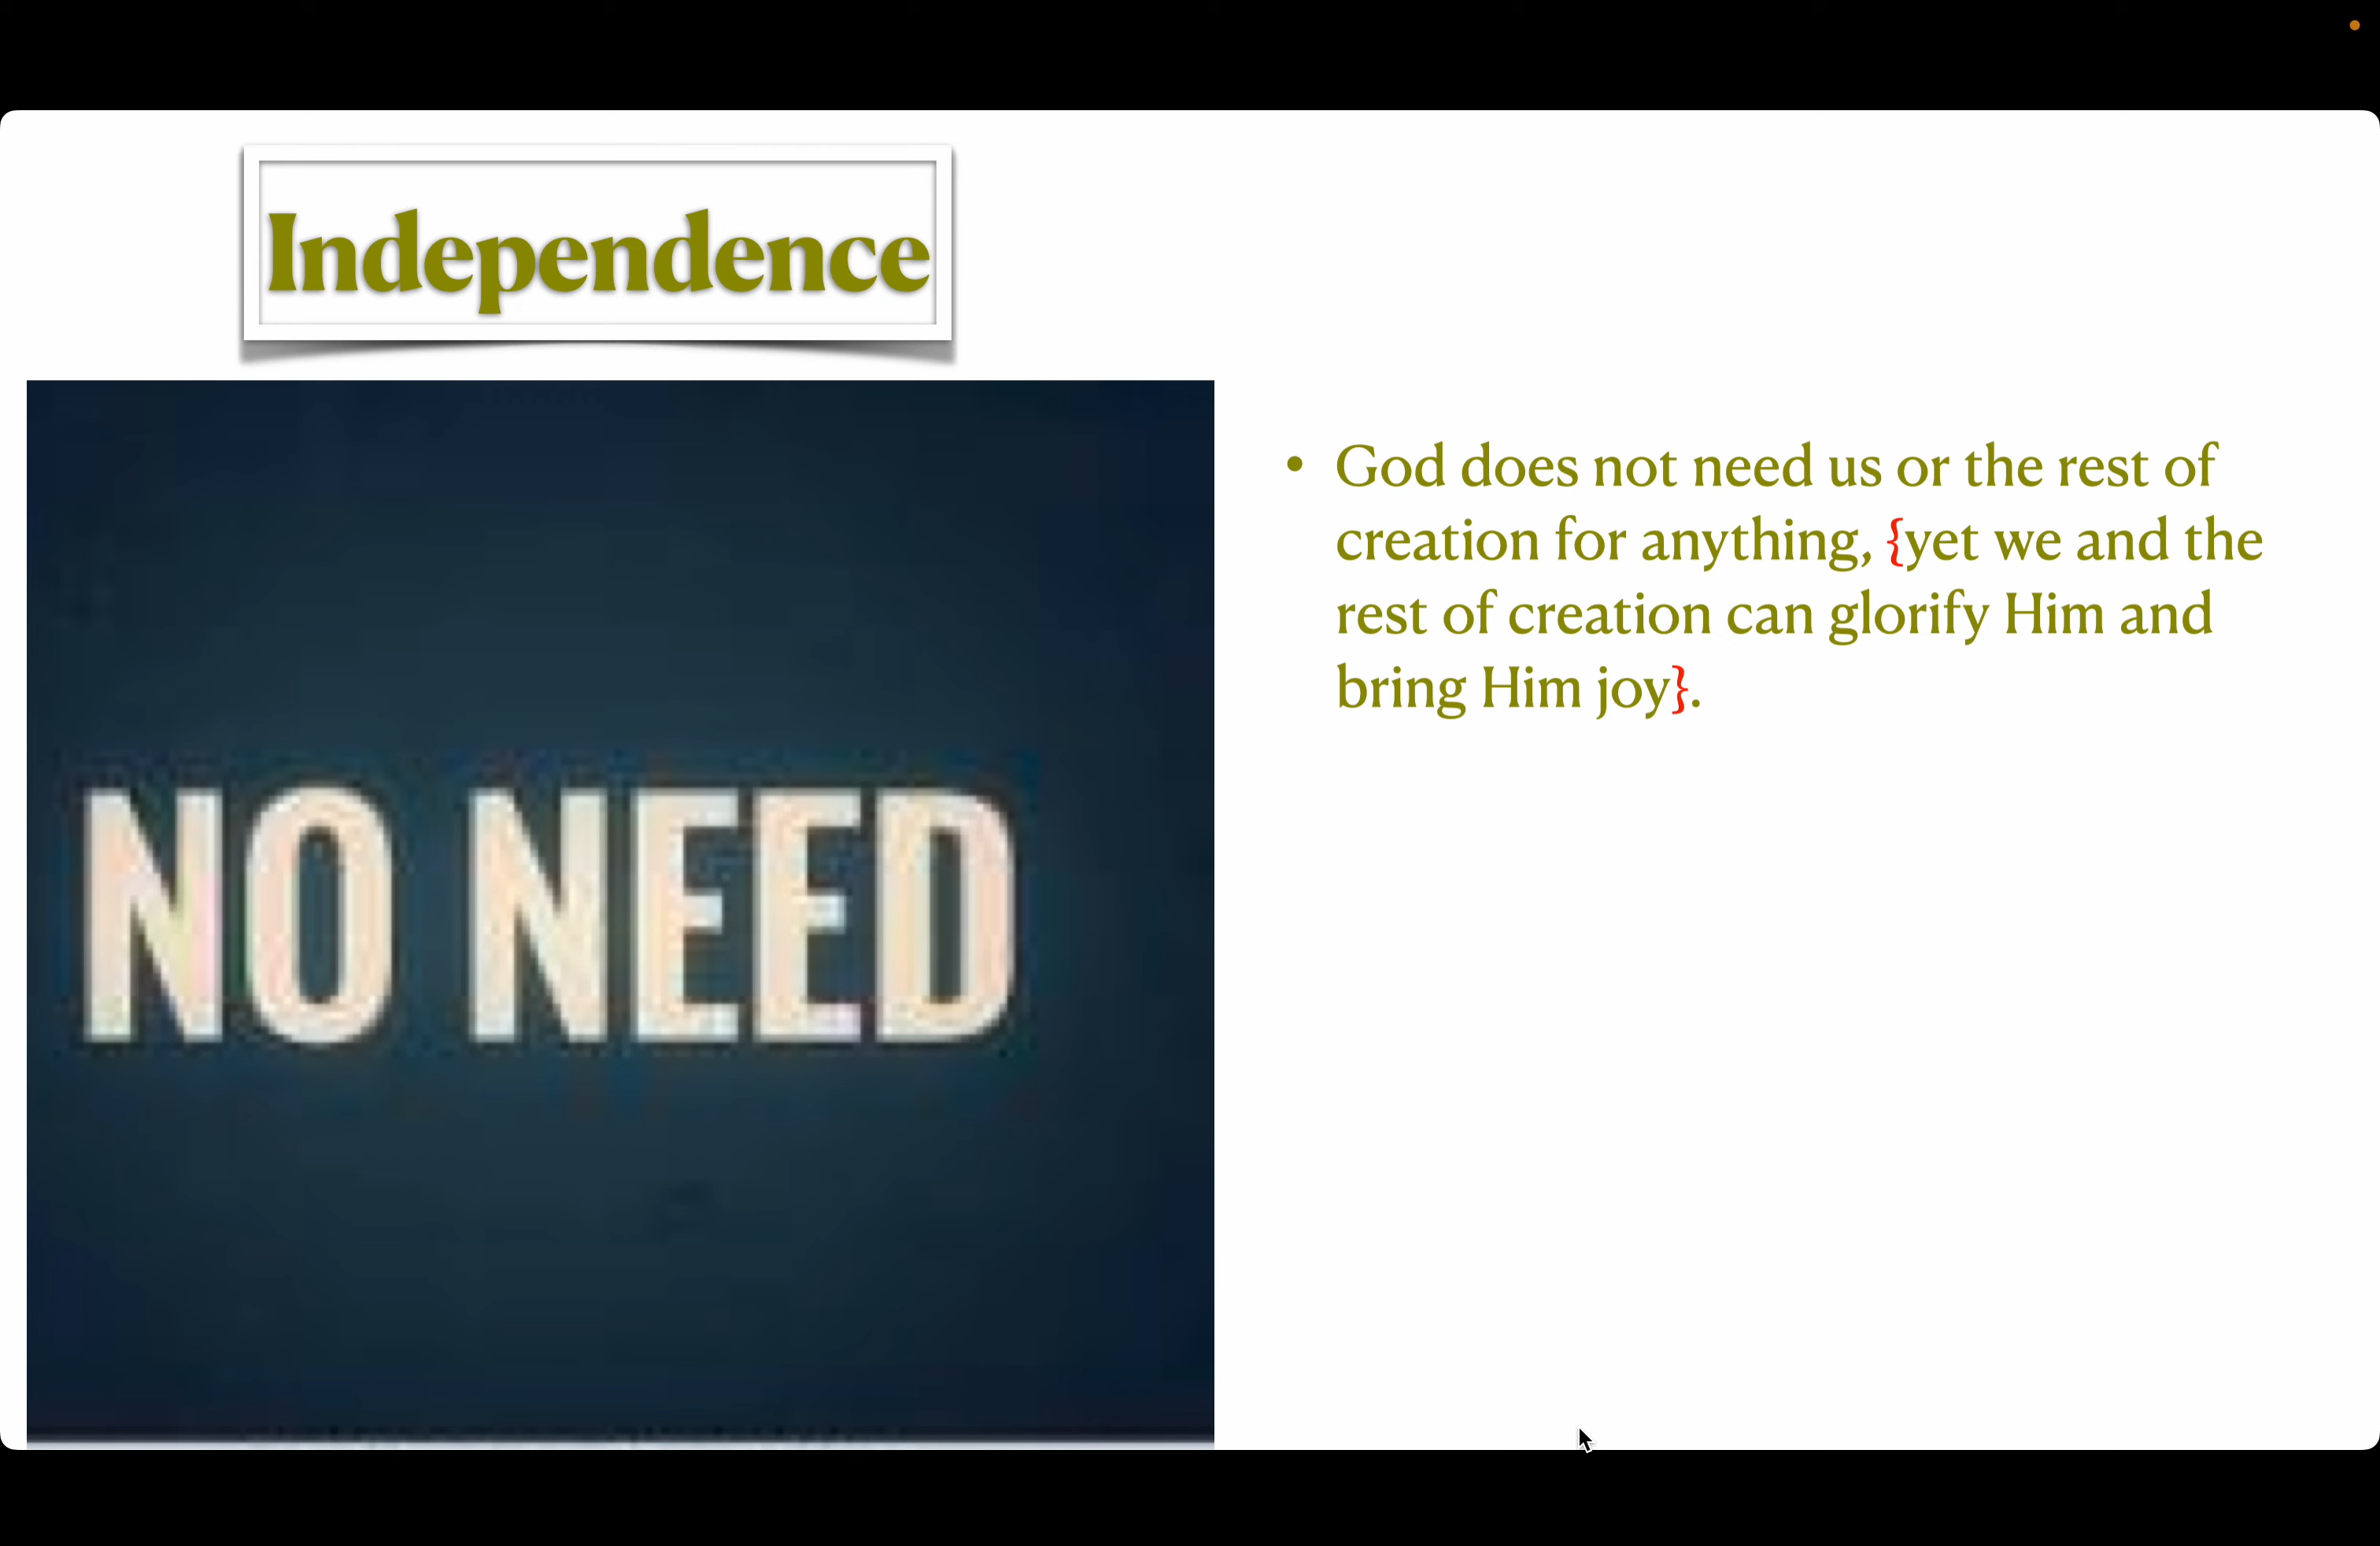 Independence
NO NEED
• God does not need us or the rest of
creation for anything, {yet we and the
rest of creation can glorify Him and
bring Him joy}.